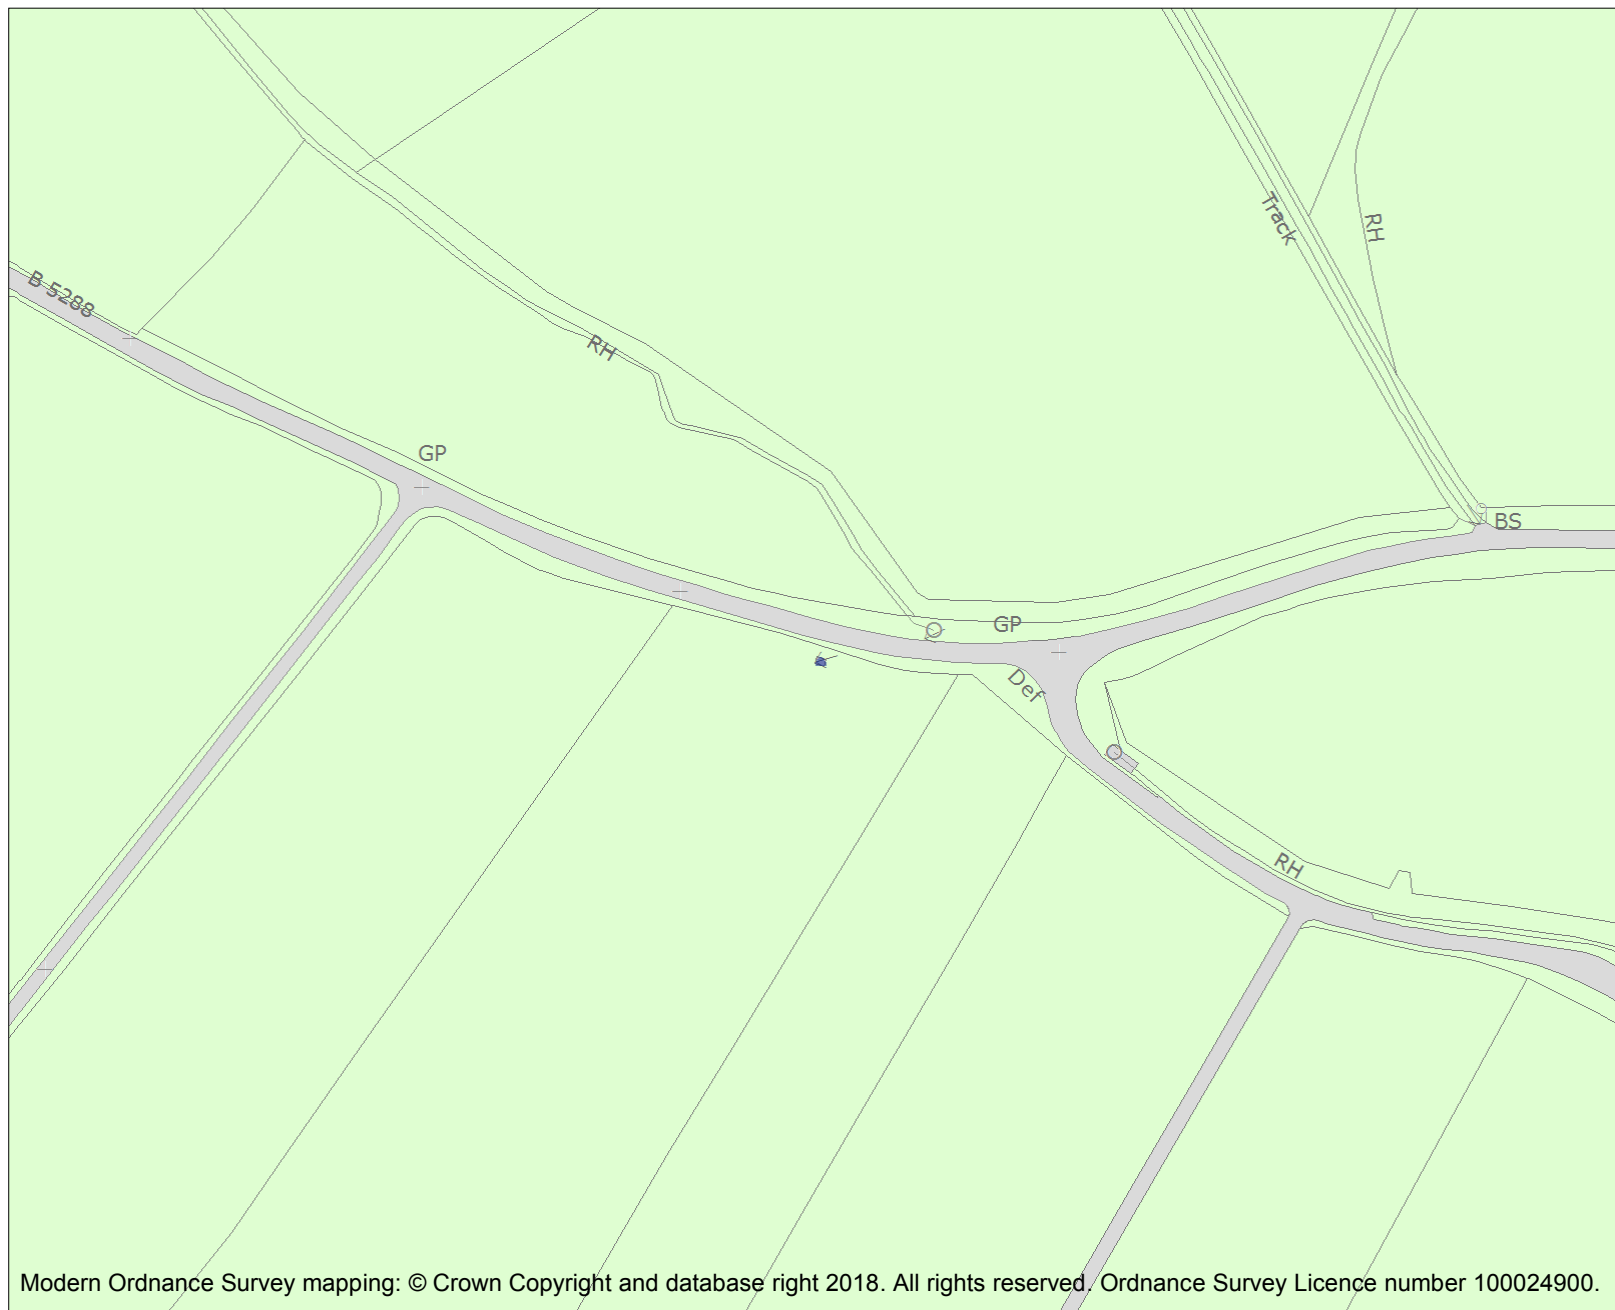 Track
RH
B 5288
RH
GP
BS
GP
Def
RH
Modern Ordnance Survey mapping: © Crown Copyright and database right 2018. All rights reserved. Ordnance Survey Licence number 100024900.